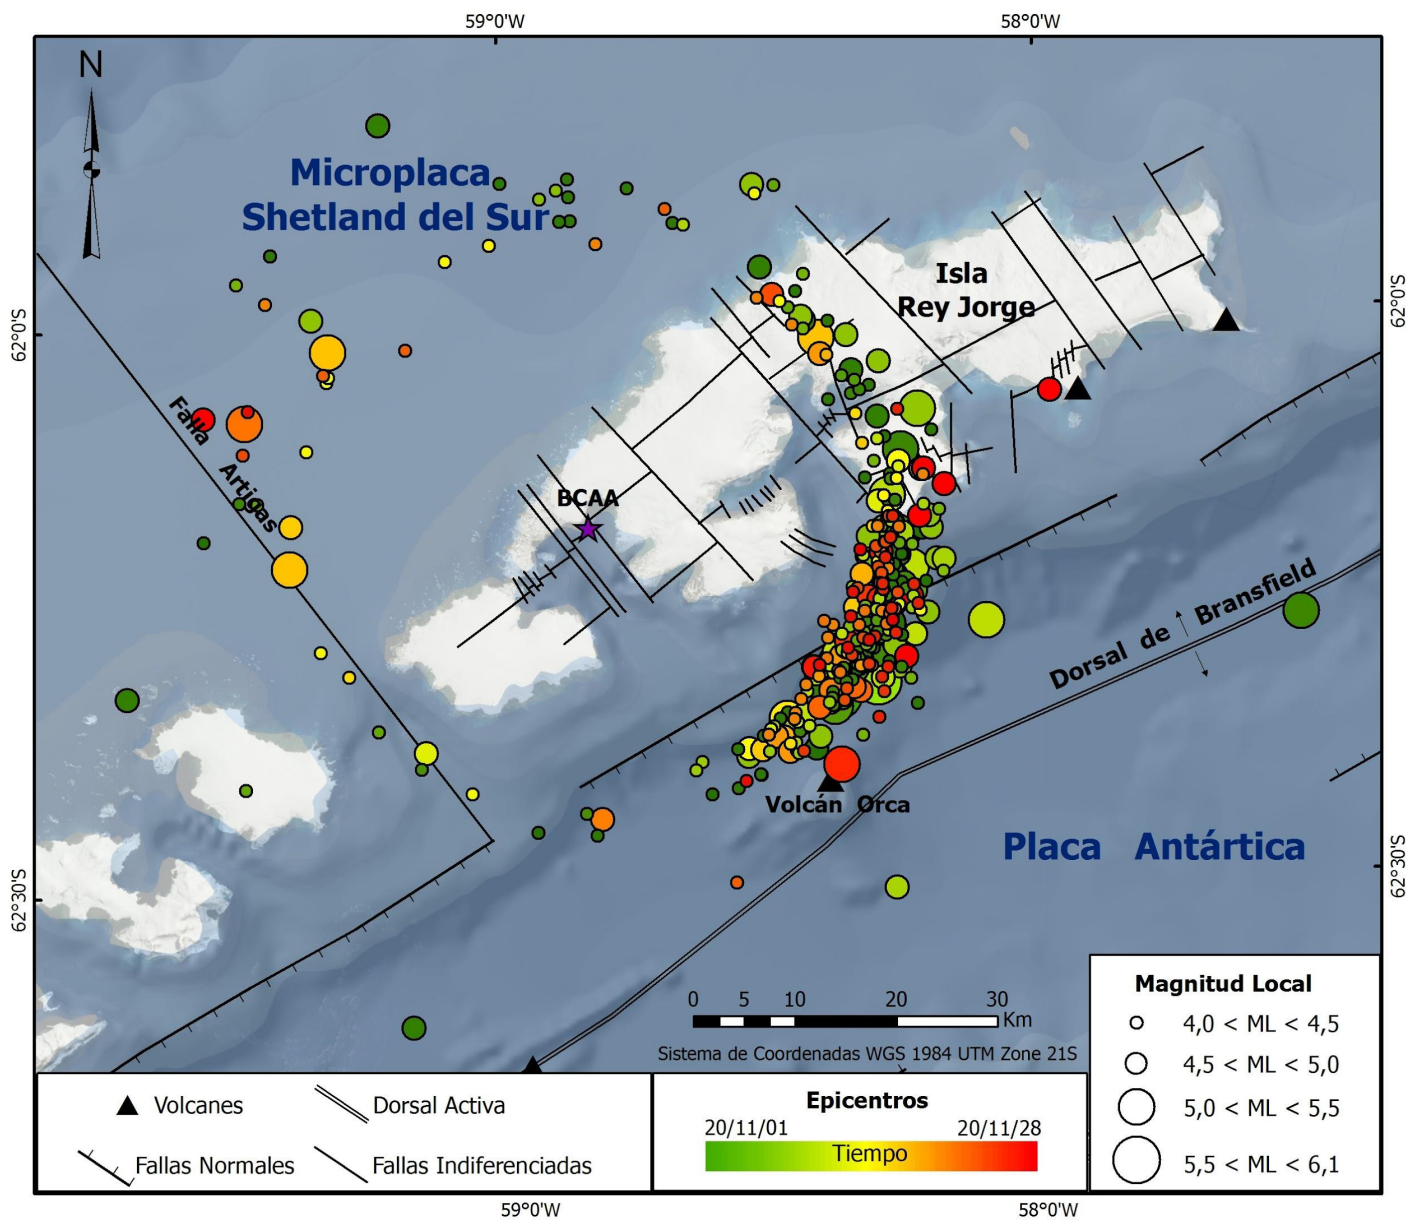 59°0'W
58°0'W
N
Microplaca
Shetland del Sur
Isla
Rey Jorge
62°0'S
62°0'S
Falla Artigas
BCAA
Dorsal de Bransfield
Volcán Orca
Placa Antártica
62°30'S
62°30'S
0 5 10 20 30
Km
Sistema de Coordenadas WGS 1984 UTM Zone 21S
Magnitud Local
4,0 < ML < 4,5
4,5 < ML < 5,0
5,0 < ML < 5,5
5,5 < ML < 6,1
Volcanes
Dorsal Activa
Fallas Normales
Fallas Indiferenciadas
Epicentros
20/11/01 20/11/28
Tiempo
59°0'W
58°0'W